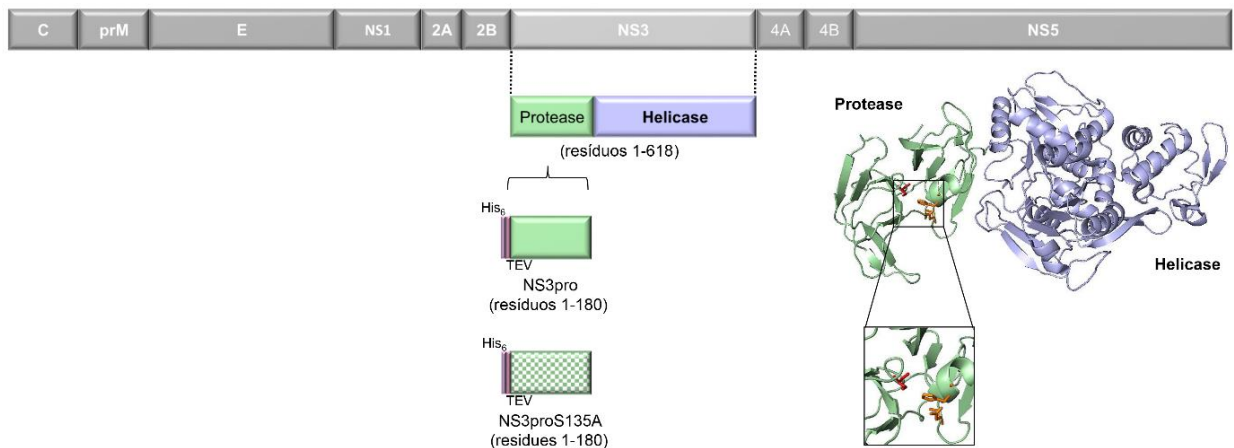 C prM E NS1 2A 2B NS3 4A 4B NS5
Protease Helicase
(resíduos 1-618)
His6
TEV
NS3pro
(resíduos 1-180)
His6
TEV
NS3proS135A
(residues 1-180)
Protease
Helicase